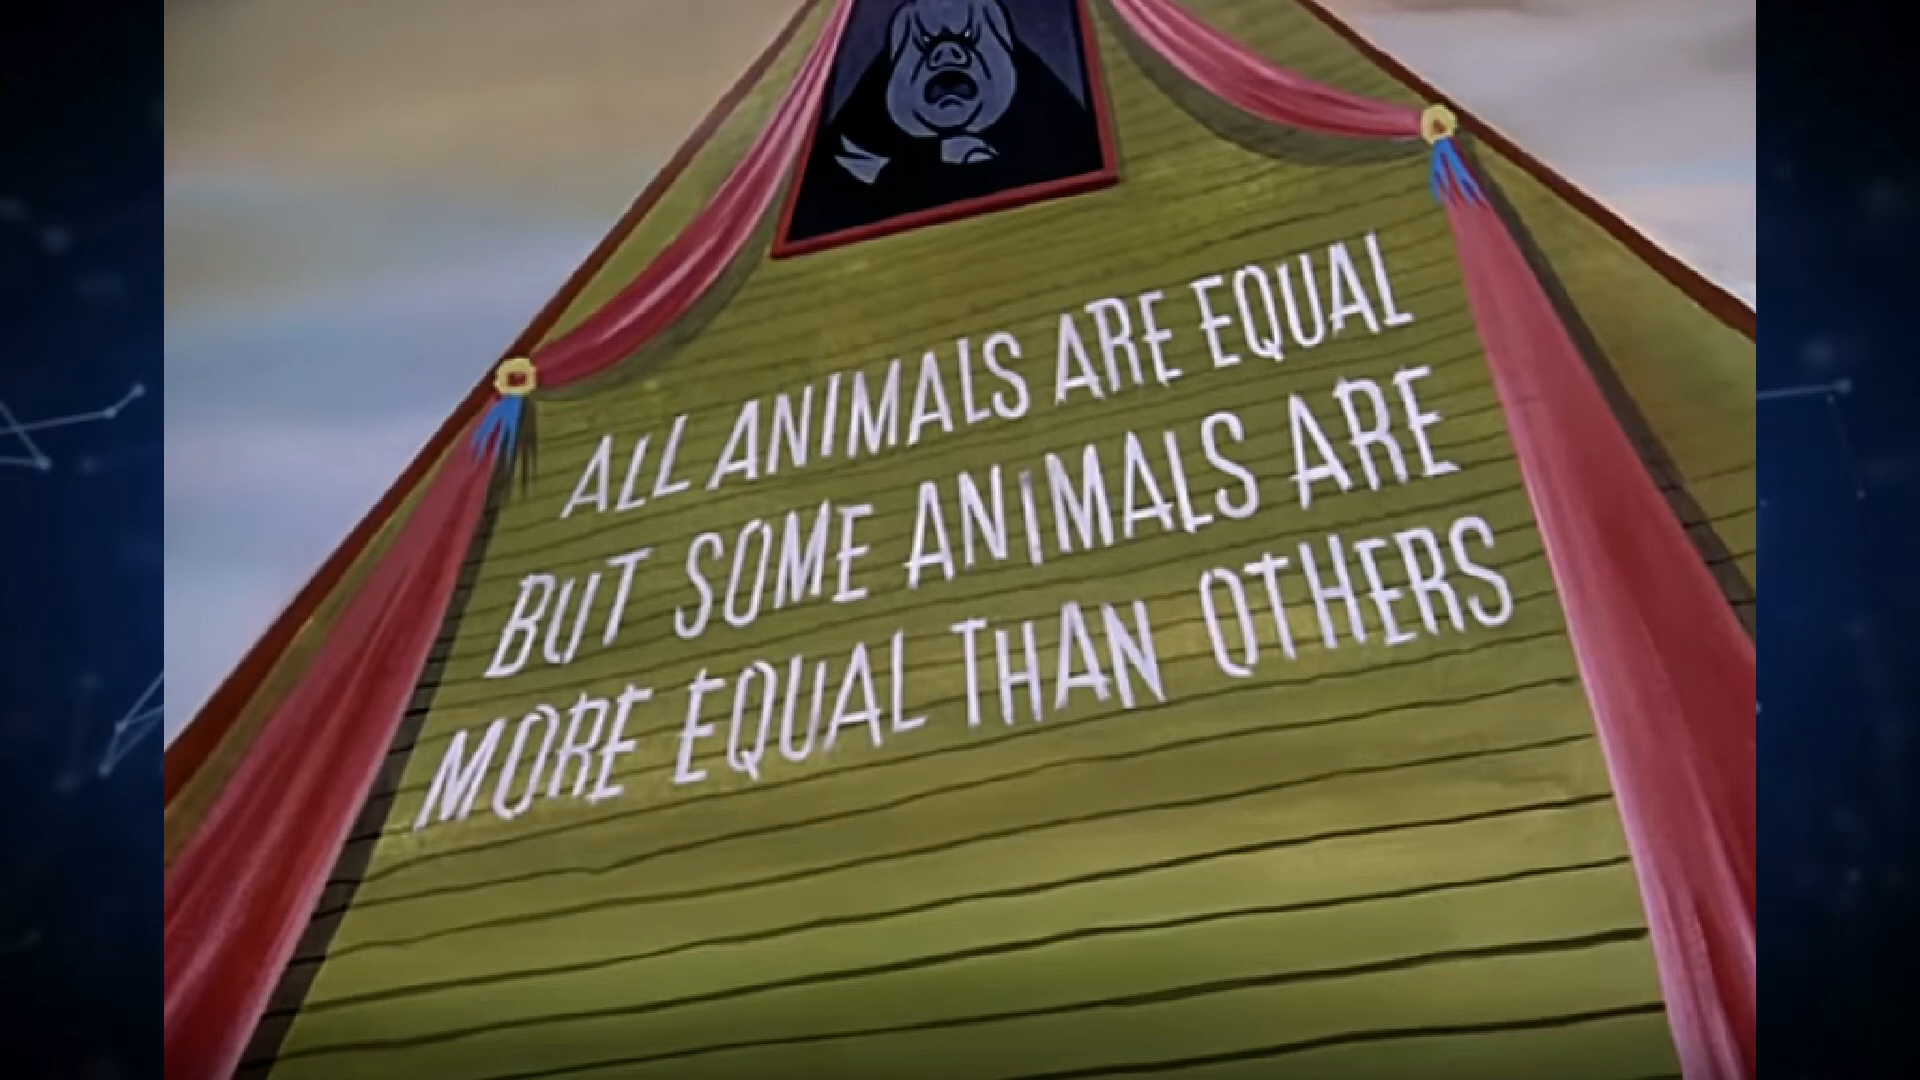 ALL ANIMALS ARE EQUAL
BUT SOME ANIMALS ARE
MORE EQUAL THAN OTHERS